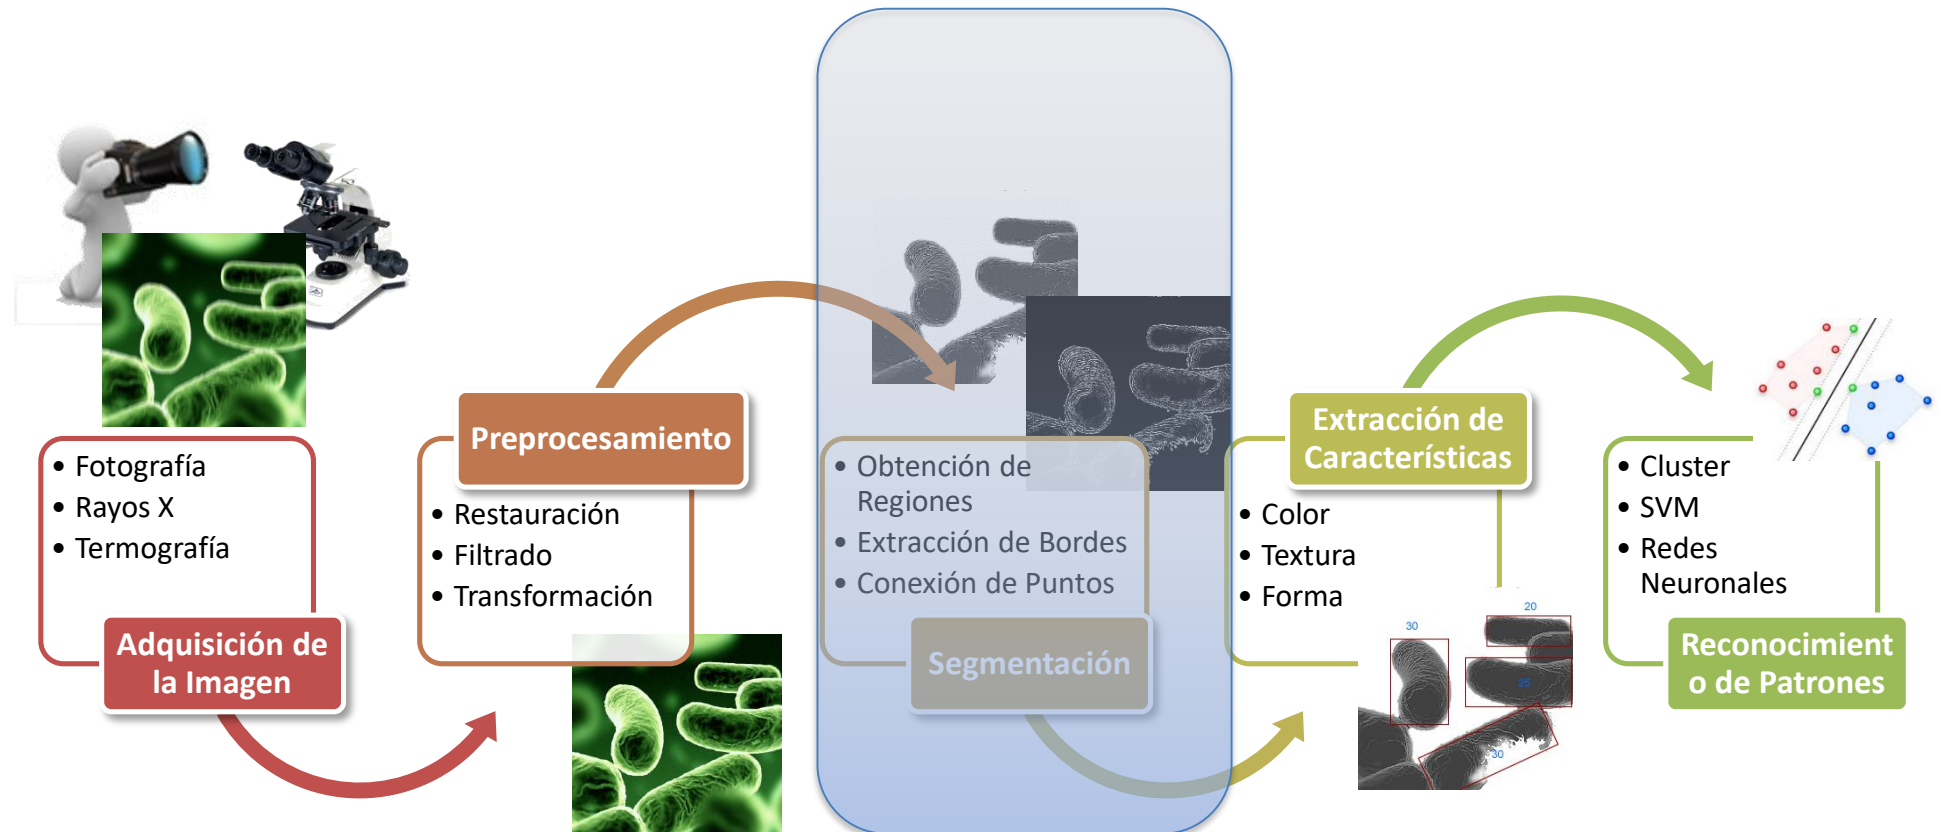 • Fotografía
• Rayos X
• Termografía
Adquisición de
la Imagen
Preprocesamiento
• Restauración
• Filtrado
• Transformación
• Obtención de
Regiones
• Extracción de Bordes
• Conexión de Puntos
Segmentación
Extracción de
Características
• Color
• Textura
• Forma
20
30
25
30
• Cluster
• SVM
• Redes
Neuronales
Reconocimient
o de Patrones